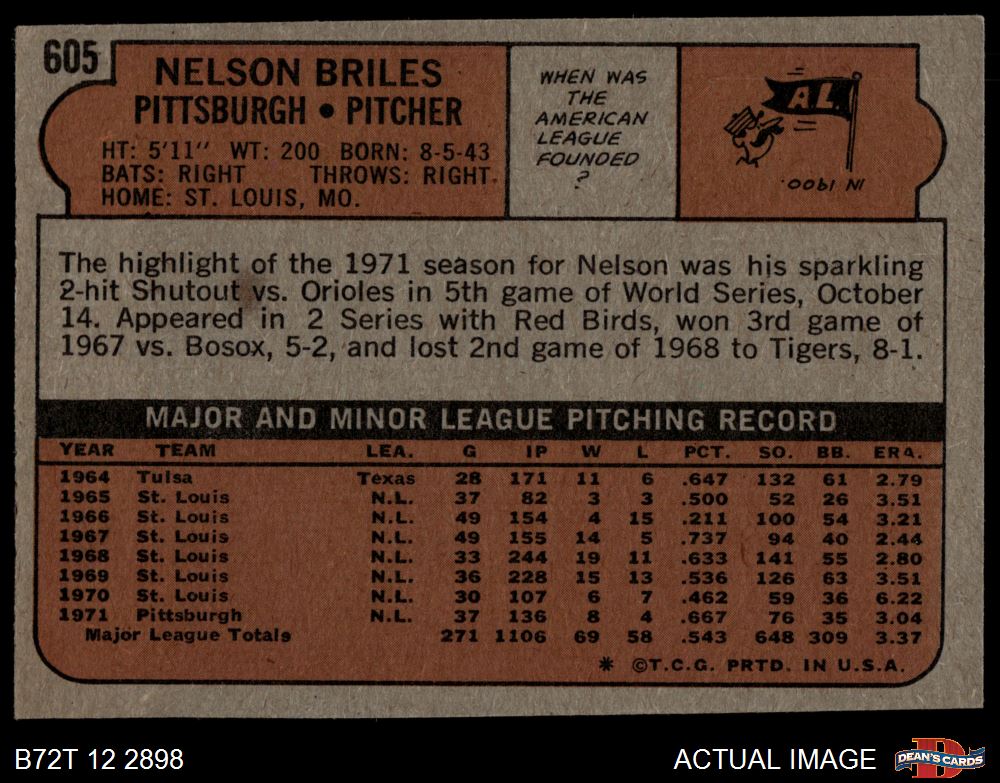 605
NELSON BRILES
PITTSBURGH • PITCHER
HT: 5'11" WT: 200 BORN: 8-5-43
BATS: RIGHT THROWS: RIGHT
HOME: ST. LOUIS, MO.
WHEN WAS
THE
AMERICAN
LEAGUE
FOUNDED
?
AL
IN 1900.
The highlight of the 1971 season for Nelson was his sparkling
2-hit Shutout vs. Orioles in 5th game of World Series, October
14. Appeared in 2 Series with Red Birds, won 3rd game of
1967 vs. Bosox, 5-2, and lost 2nd game of 1968 to Tigers, 8-1.
MAJOR AND MINOR LEAGUE PITCHING RECORD
YEAR TEAM LEA. G IP W L PCT. SO. BB. ERA.
1964 Tulsa Texas 28 171 11 6 .647 132 61 2.79
1965 St. Louis N.L. 37 82 3 3 .500 52 26 3.51
1966 St. Louis N.L. 49 154 4 15 .211 100 54 3.21
1967 St. Louis N.L. 49 155 14 5 .737 94 40 2.44
1968 St. Louis N.L. 33 244 19 11 .633 141 55 2.80
1969 St. Louis N.L. 36 228 15 13 .536 126 63 3.51
1970 St. Louis N.L. 30 107 6 7 .462 59 36 6.22
1971 Pittsburgh N.L. 37 136 8 4 .667 76 35 3.04
Major League Totals 271 1106 69 58 .543 648 309 3.37
* ©T.C.G. PRTD. IN U.S.A.
B72T 12 2898
ACTUAL IMAGE
D
DEAN'S CARDS